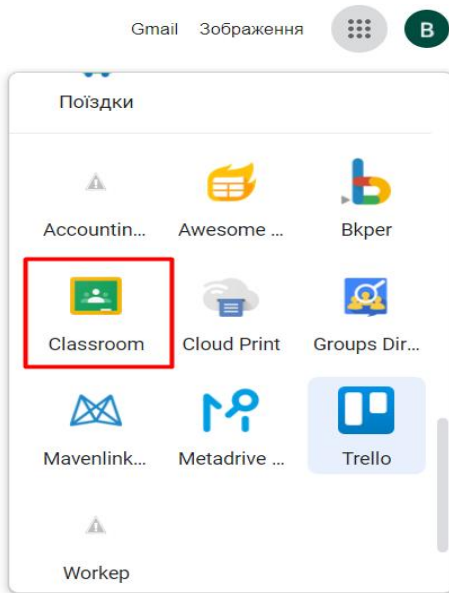 Gmail Зображення B
Поїздки
Accountin... Awesome ... Bkper
Classroom Cloud Print Groups Dir...
Mavenlink... Metadrive ... Trello
Workep